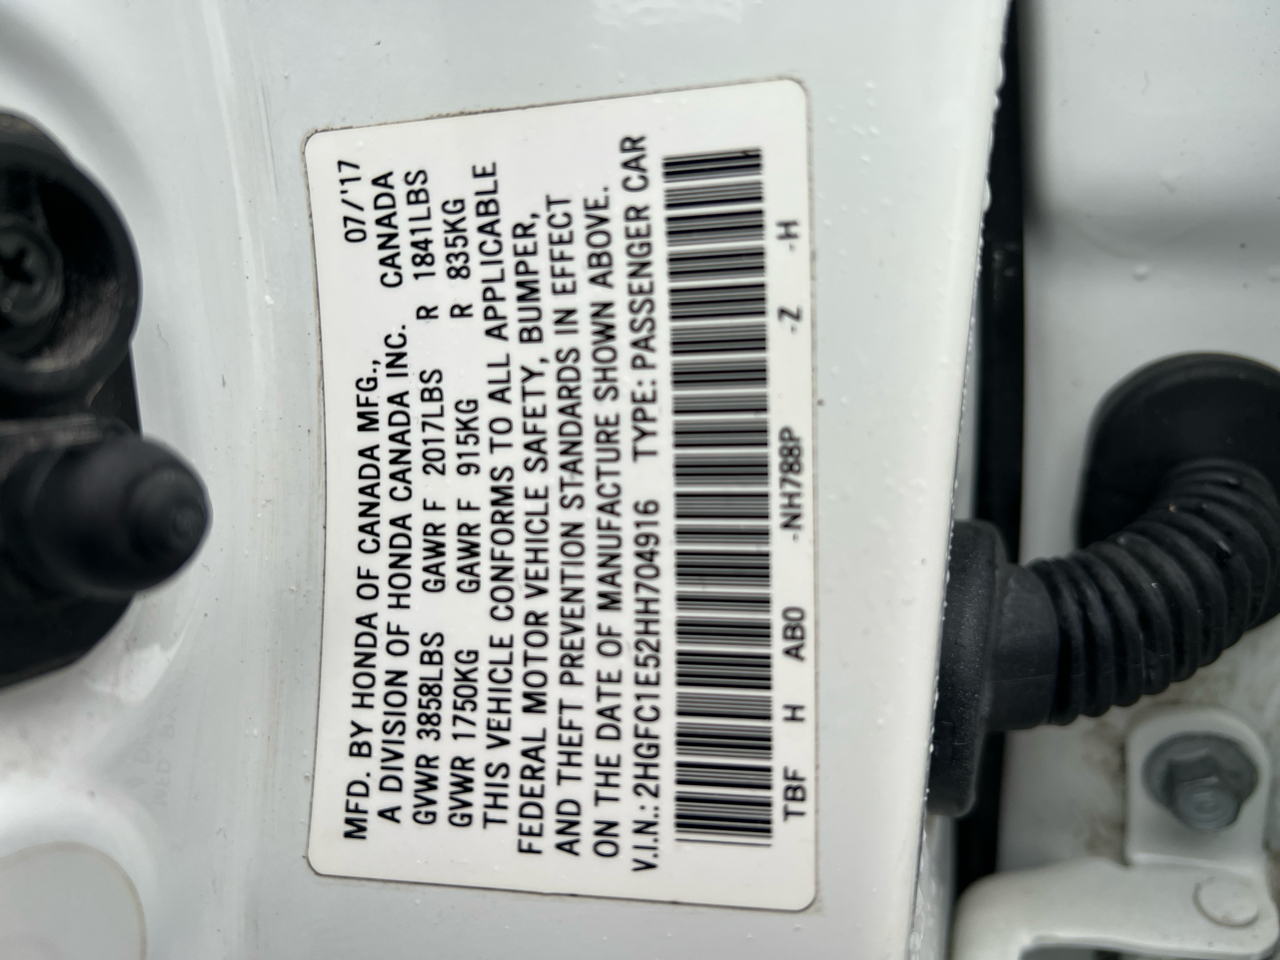 MFD. BY HONDA OF CANADA MFG., 07/'17
A DIVISION OF HONDA CANADA INC. CANADA
GVWR 3858LBS GAWR F 2017LBS R 1841LBS
GVWR 1750KG GAWR F 915KG R 835KG
THIS VEHICLE CONFORMS TO ALL APPLICABLE
FEDERAL MOTOR VEHICLE SAFETY, BUMPER,
AND THEFT PREVENTION STANDARDS IN EFFECT
ON THE DATE OF MANUFACTURE SHOWN ABOVE.
V.I.N.: 2HGFC1E52HH704916 TYPE: PASSENGER CAR
TBF H AB0 -NH788P -Z -H